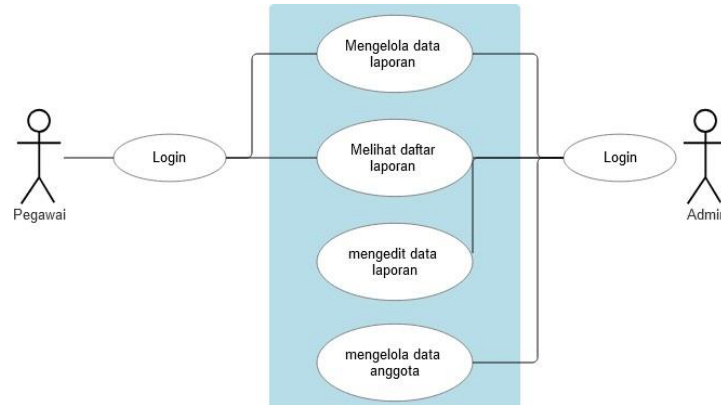 Mengelola data
laporan
Login
Melihat daftar
laporan
Login
Pegawai
Admin
mengedit data
laporan
mengelola data
anggota